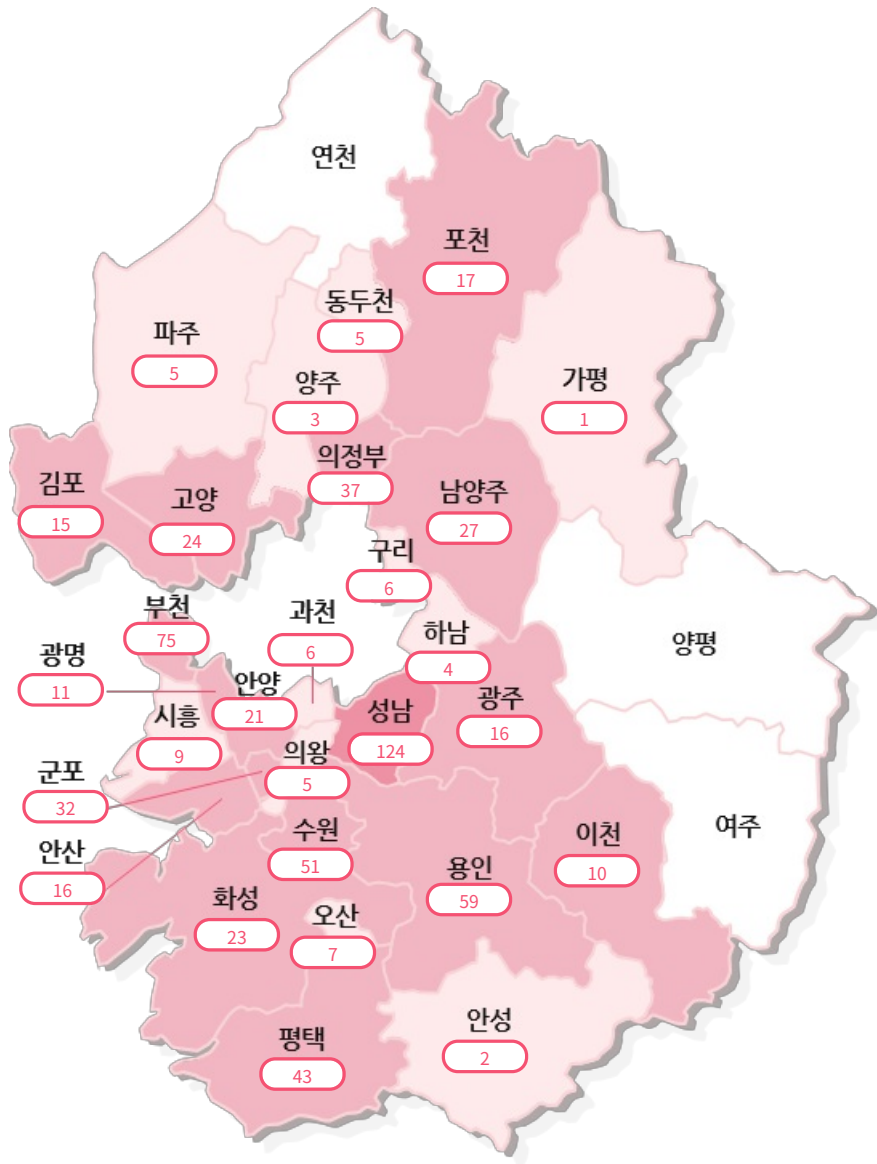 연천
포천
17
동두천
5
파주
5
양주
3
가평
1
의정부
37
김포
15
고양
24
남양주
27
구리
6
부천
75
과천
6
하남
4
양평
광명
11
안양
21
시흥
9
성남
124
광주
16
의왕
5
군포
32
수원
51
이천
10
여주
안산
16
용인
59
화성
23
오산
7
안성
2
평택
43